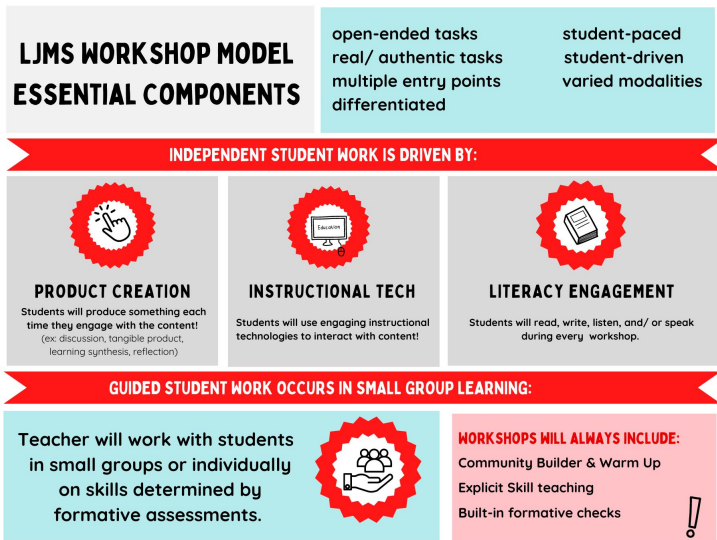 LJMS WORKSHOP MODEL
ESSENTIAL COMPONENTS
open-ended tasks
real/ authentic tasks
multiple entry points
differentiated
student-paced
student-driven
varied modalities
INDEPENDENT STUDENT WORK IS DRIVEN BY:
PRODUCT CREATION
Students will produce something each
time they engage with the content!
(ex: discussion, tangible product,
learning synthesis, reflection)
Education
INSTRUCTIONAL TECH
Students will use engaging instructional
technologies to interact with content!
LITERACY ENGAGEMENT
Students will read, write, listen, and/ or speak
during every workshop.
GUIDED STUDENT WORK OCCURS IN SMALL GROUP LEARNING:
Teacher will work with students
in small groups or individually
on skills determined by
formative assessments.
WORKSHOPS WILL ALWAYS INCLUDE:
Community Builder & Warm Up
Explicit Skill teaching
Built-in formative checks
!